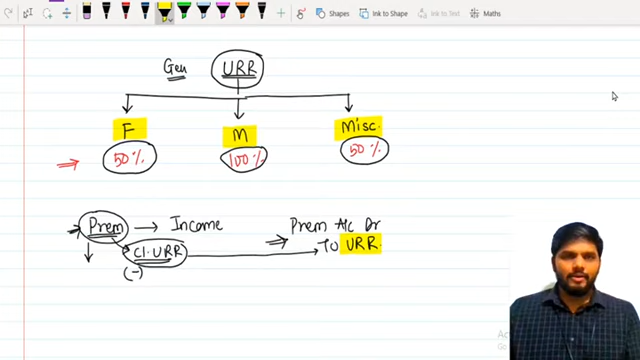 Shapes Ink to Shape Ink to Text Maths
Gen URR
F M Misc.
50% 100% 50%
Prem → Income Prem A/c Dr
Cl. URR To URR.
(-)